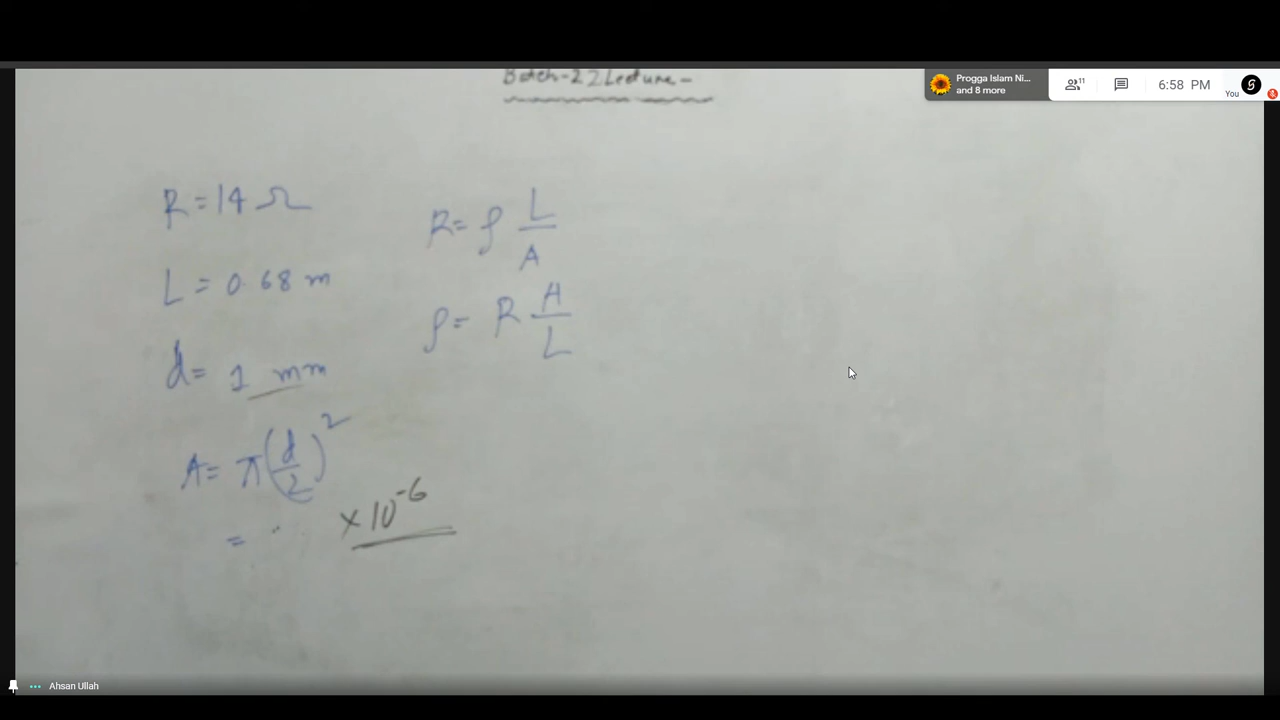 Batch-22 Lecture-
Progga Islam Ni...
and 8 more
11
6:58 PM
You
R = 14 Ω
L = 0.68 m
d = 1 mm
A = π(d/2)²
= ×10⁻⁶
R = ρ L/A
ρ = R A/L
Ahsan Ullah